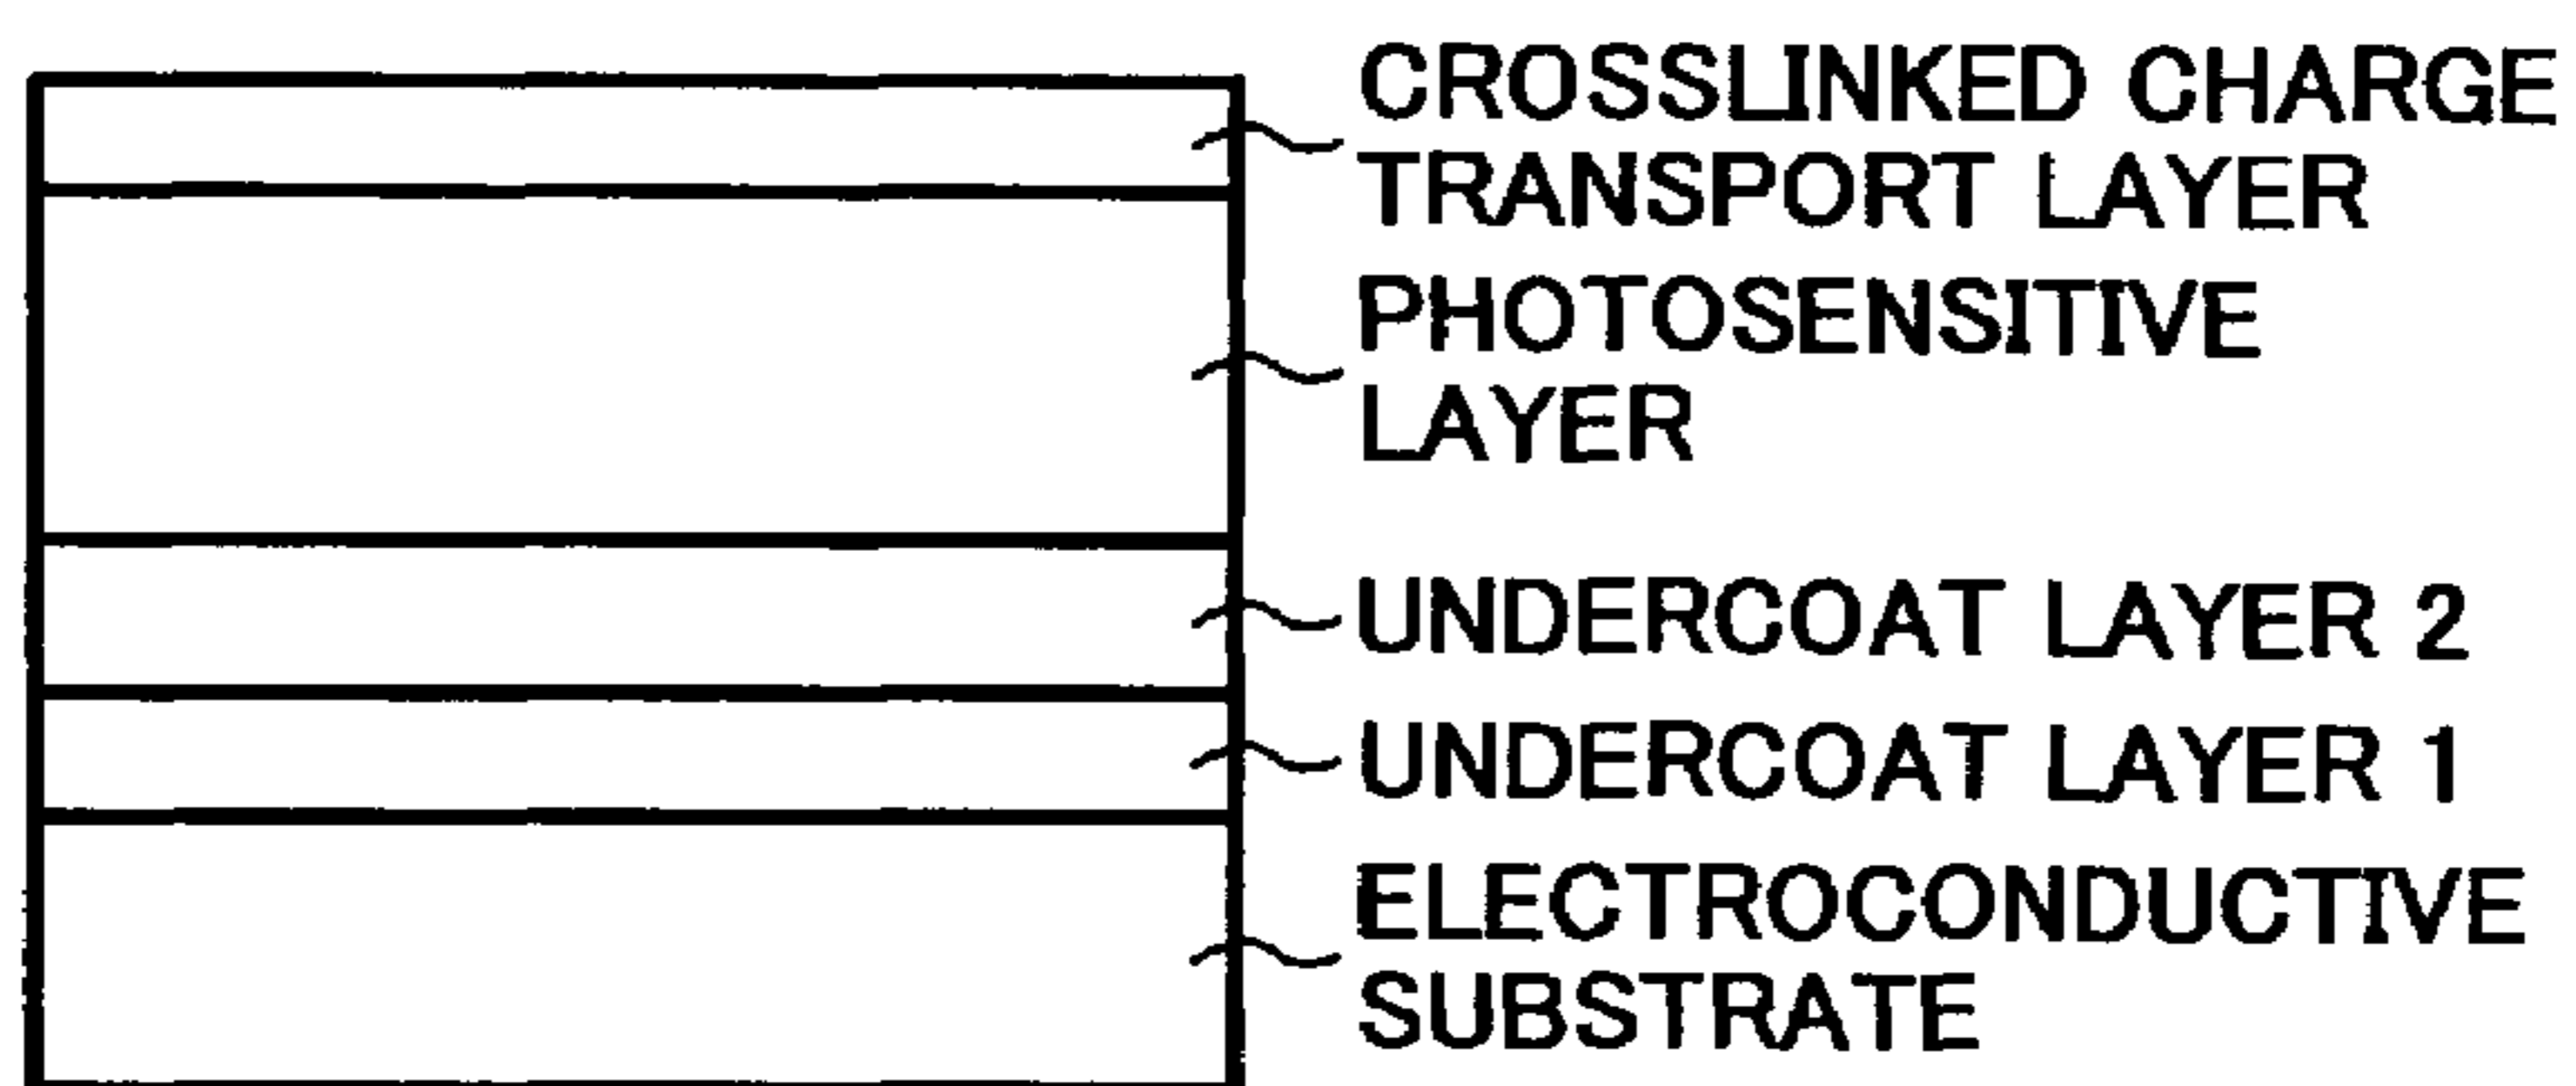 CROSSLINKED CHARGE
TRANSPORT LAYER
PHOTOSENSITIVE
LAYER
UNDERCOAT LAYER 2
UNDERCOAT LAYER 1
ELECTROCONDUCTIVE
SUBSTRATE